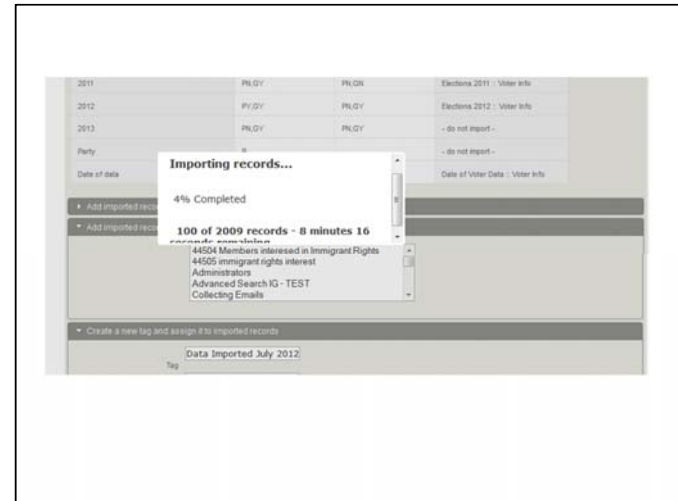 2011 PN,GY PN,GN Elections 2011 :: Voter Info
2012 PY,GY PN,GY Elections 2012 :: Voter Info
2013 PN,GY PN,GY - do not import -
Party - do not import -
Date of data Date of Voter Data :: Voter Info
Importing records...
4% Completed
100 of 2009 records - 8 minutes 16
seconds remaining
Add imported reco
Add imported reco
44504 Members interesed in Immigrant Rights
44505 immigrant rights interest
Administrators
Advanced Search IG - TEST
Collecting Emails
Create a new tag and assign it to imported records
Data Imported July 2012
Tag